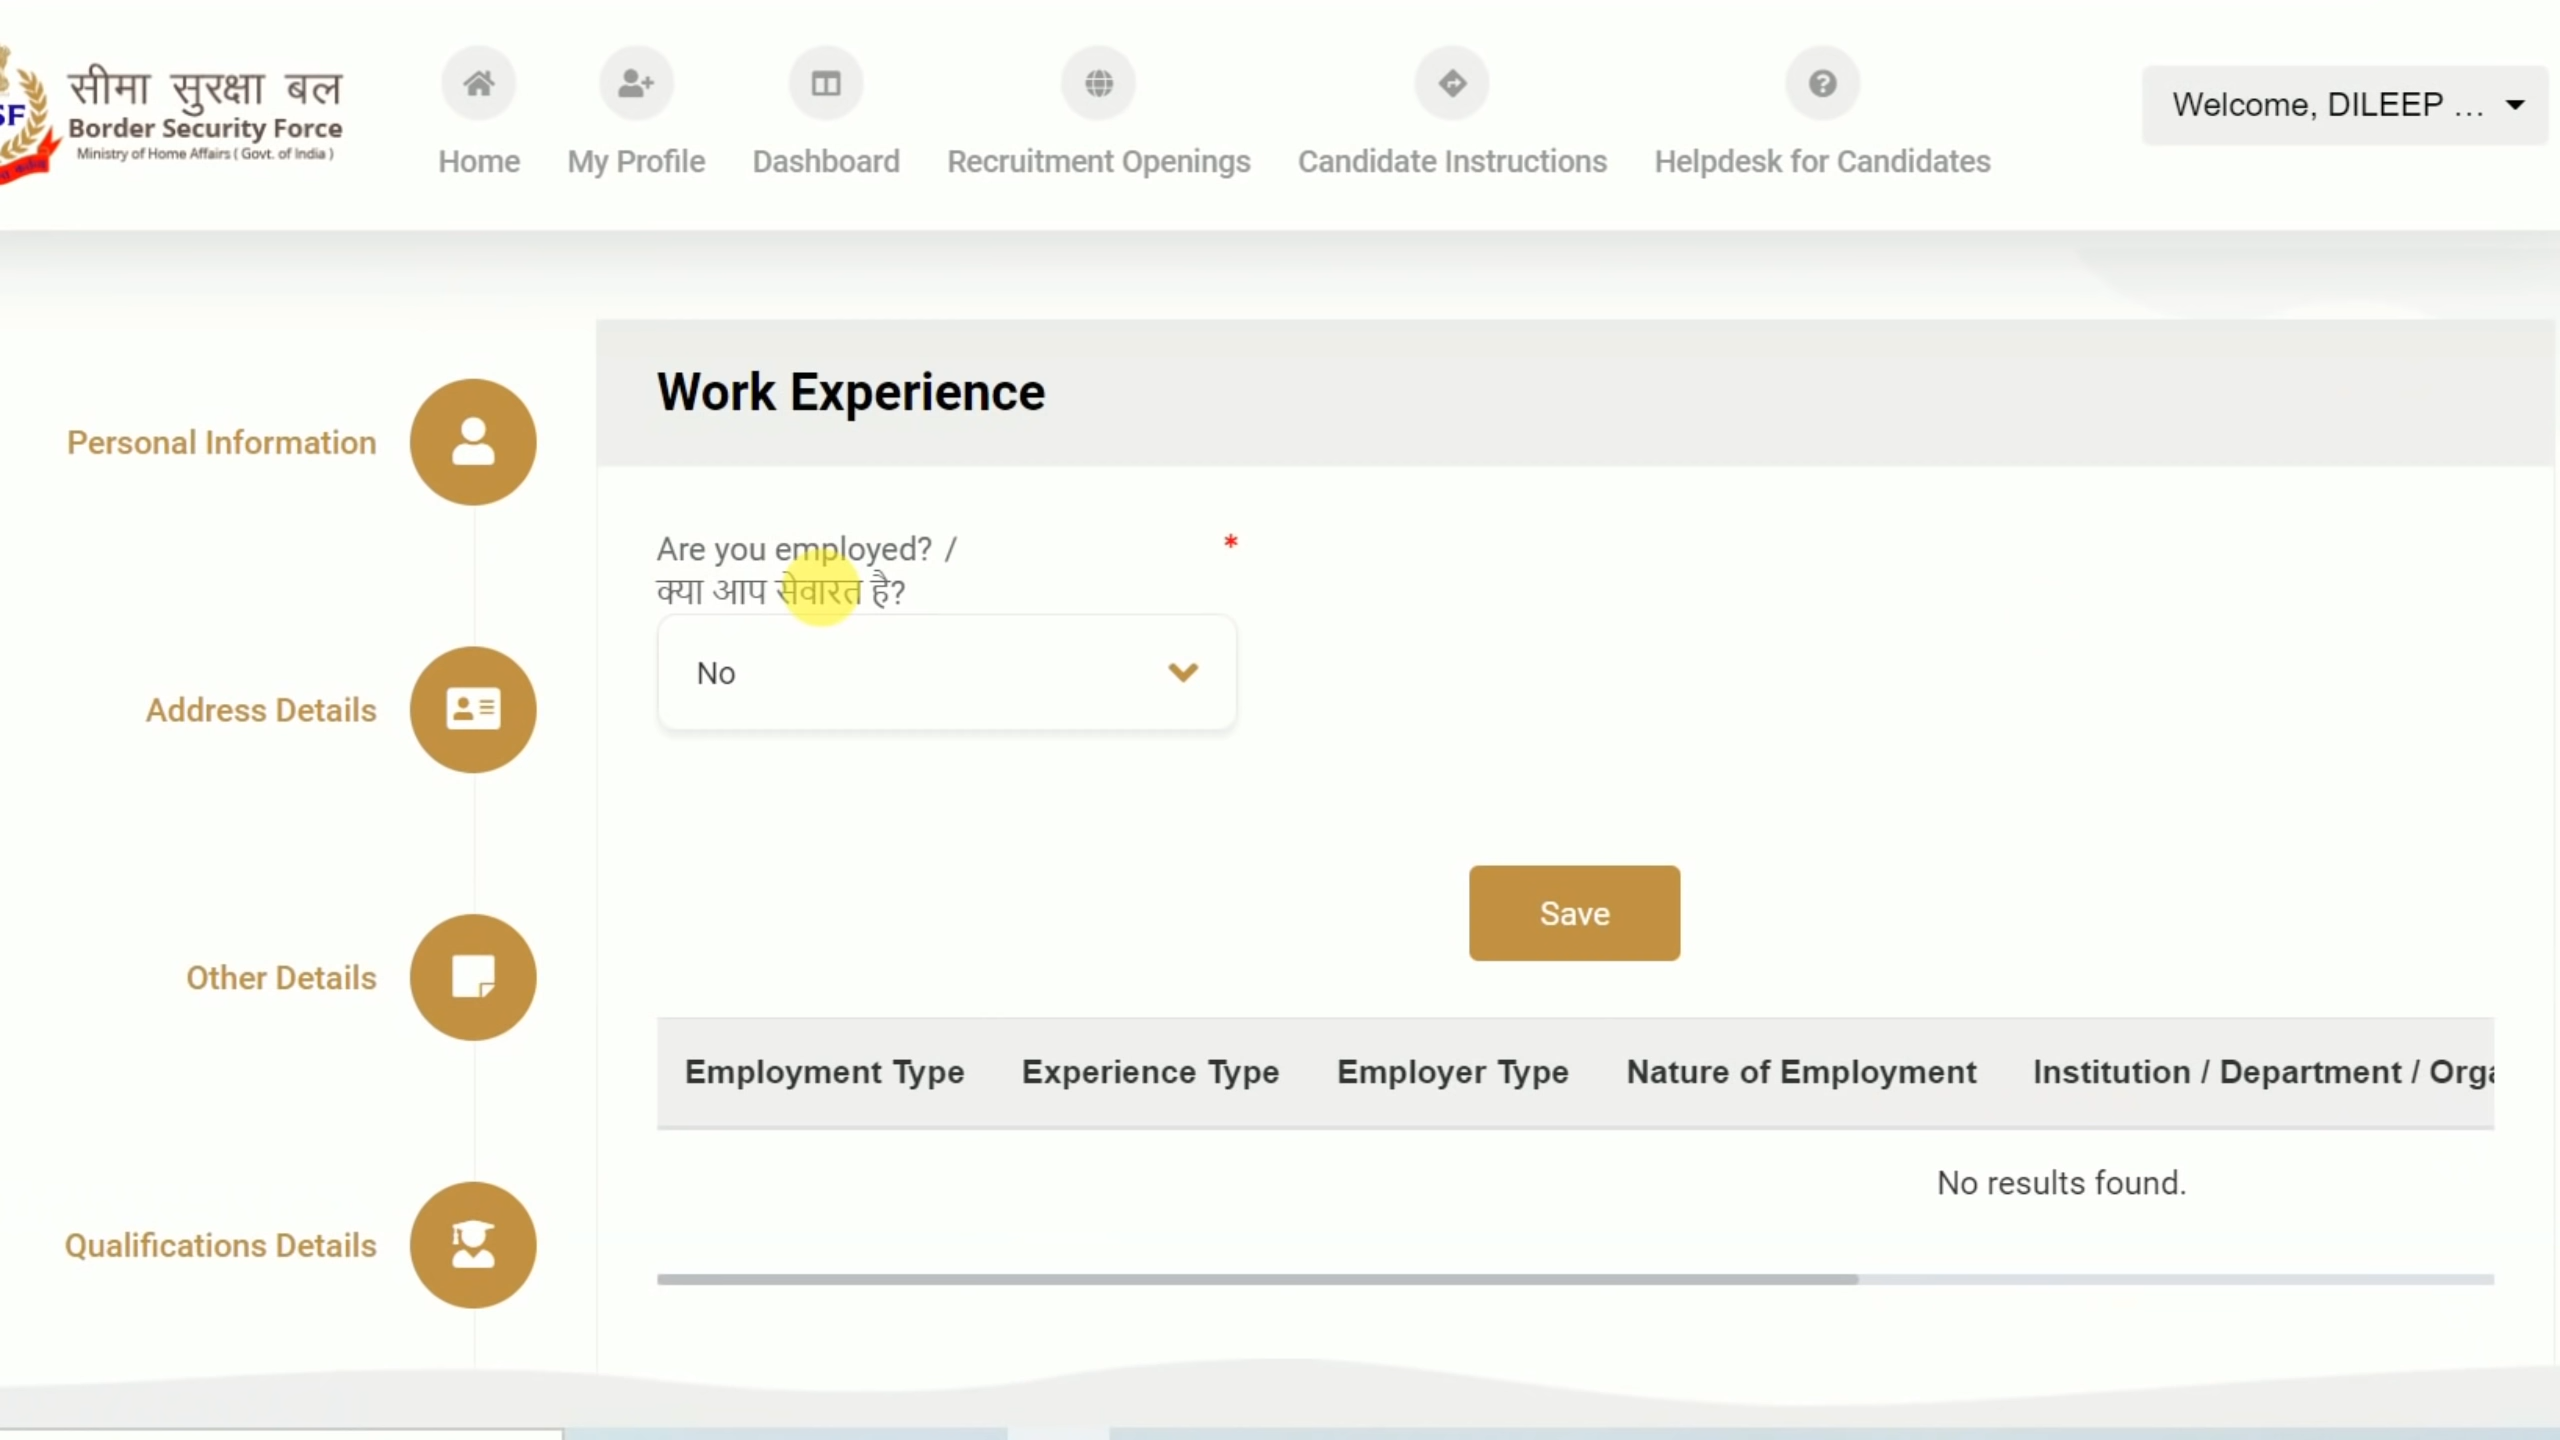 सीमा सुरक्षा बल
Border Security Force
Ministry of Home Affairs ( Govt. of India )
Home
My Profile
Dashboard
Recruitment Openings
Candidate Instructions
Helpdesk for Candidates
Welcome, DILEEP ...
Personal Information
Address Details
Other Details
Qualifications Details
Work Experience
Are you employed? / *
क्या आप सेवारत है?
No
Save
Employment Type Experience Type Employer Type Nature of Employment Institution / Department / Orga
No results found.